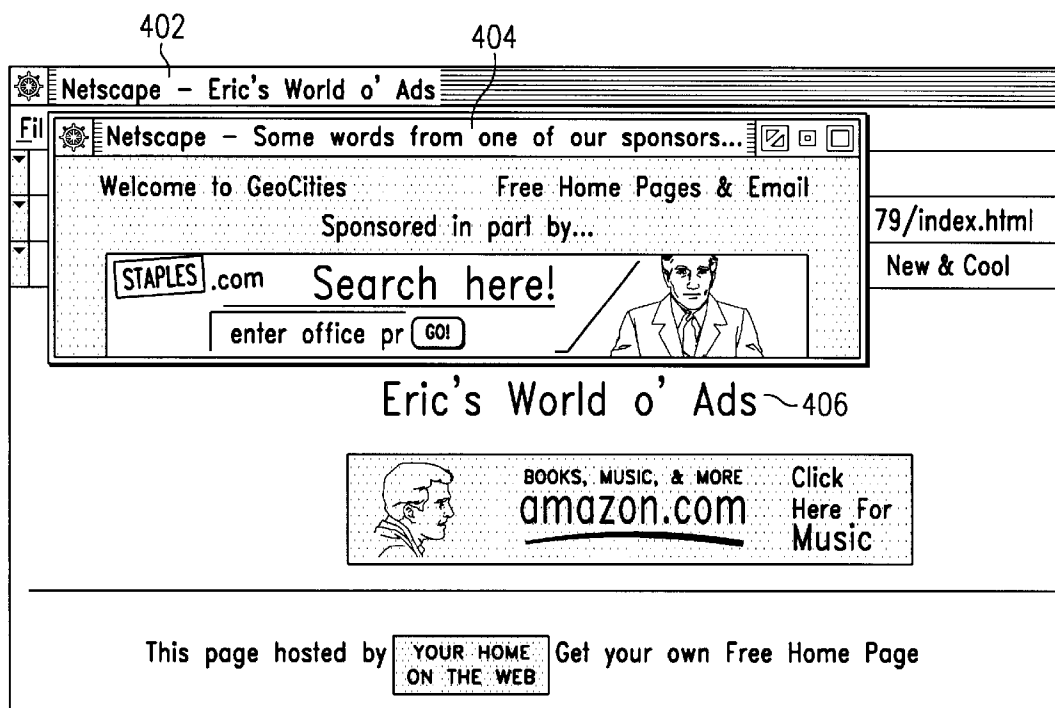 402
404
Netscape – Eric's World o' Ads
Fil
Netscape – Some words from one of our sponsors...
Welcome to GeoCities Free Home Pages & Email
Sponsored in part by...
79/index.html
STAPLES .com Search here!
New & Cool
enter office pr GO!
Eric's World o' Ads 406
BOOKS, MUSIC, & MORE
amazon.com
Click
Here For
Music
This page hosted by YOUR HOME ON THE WEB Get your own Free Home Page